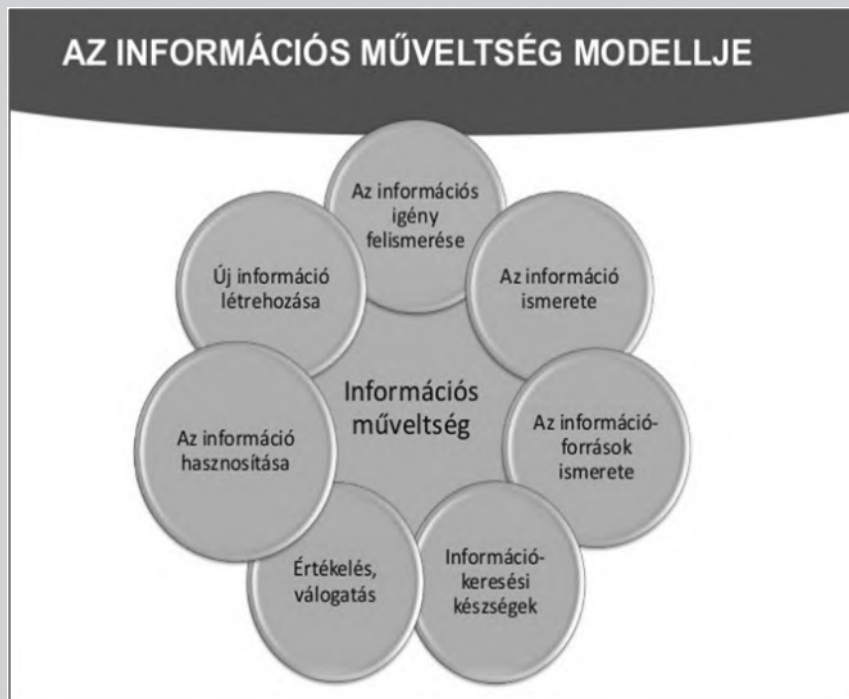 AZ INFORMÁCIÓS MŰVELTSÉG MODELLJE
Az információs
igény
felismerése
Az információ
ismerete
Az információ-
források
ismerete
Információ-
keresési
készségek
Értékelés,
válogatás
Az információ
hasznosítása
Új információ
létrehozása
Információs
műveltség